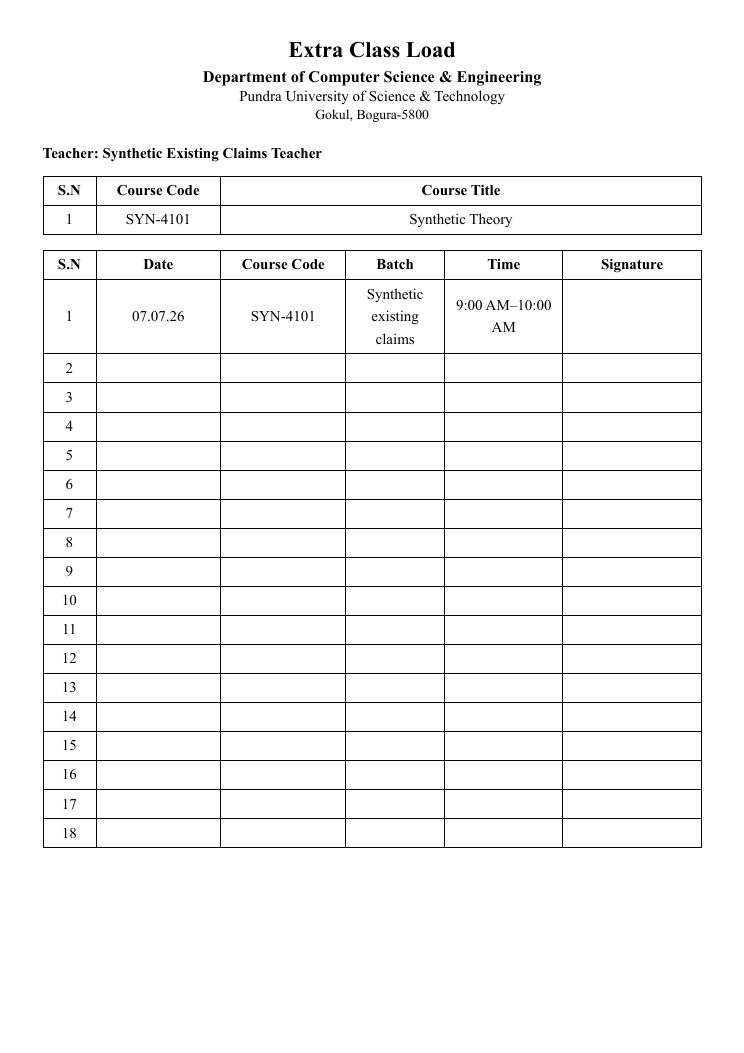 Extra Class Load
Department of Computer Science & Engineering
Pundra University of Science & Technology
Gokul, Bogura-5800
Teacher: Synthetic Existing Claims Teacher
S.N Course Code Course Title
1 SYN-4101 Synthetic Theory
S.N Date Course Code Batch Time Signature
1 07.07.26 SYN-4101 Synthetic existing claims 9:00 AM–10:00 AM
2
3
4
5
6
7
8
9
10
11
12
13
14
15
16
17
18